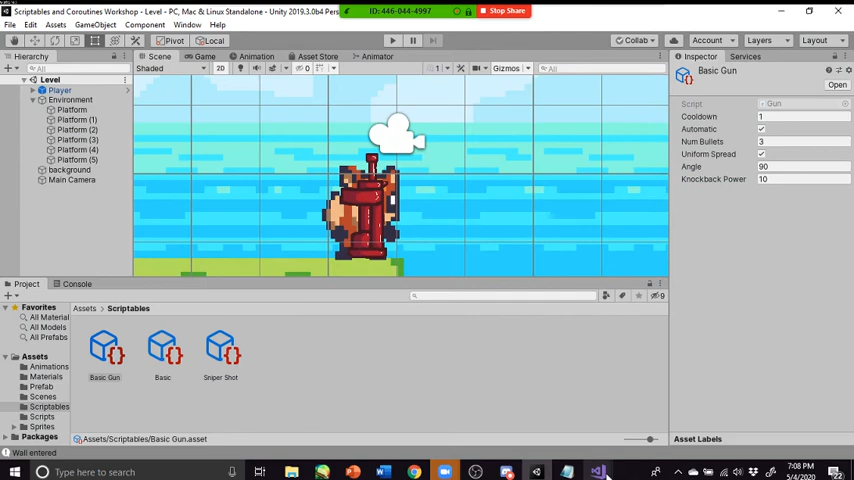 Scriptables and Coroutines Workshop - Level - PC, Mac & Linux Standalone - Unity 2019.3.0b4 Pers
ID: 446-044-4997
Stop Share
File Edit Assets GameObject Component Window Help
Pivot Local
Collab Account Layers Layout
Hierarchy
Scene Game Animation Asset Store Animator
Inspector Services
All
Shaded 2D 0 1 Gizmos All
Level
Player
Environment
Platform
Platform (1)
Platform (2)
Platform (3)
Platform (4)
Platform (5)
background
Main Camera
Basic Gun
Open
Script Gun
Cooldown 1
Automatic
Num Bullets 3
Uniform Spread
Angle 90
Knockback Power 10
Project Console
9
Favorites
All Material
All Models
All Prefabs
Assets
Animations
Materials
Prefab
Scenes
Scriptables
Scripts
Sprites
Packages
Assets Scriptables
Basic Gun Basic Sniper Shot
Assets/Scriptables/Basic Gun.asset
Asset Labels
Wall entered
Type here to search
7:08 PM
5/4/2020
22